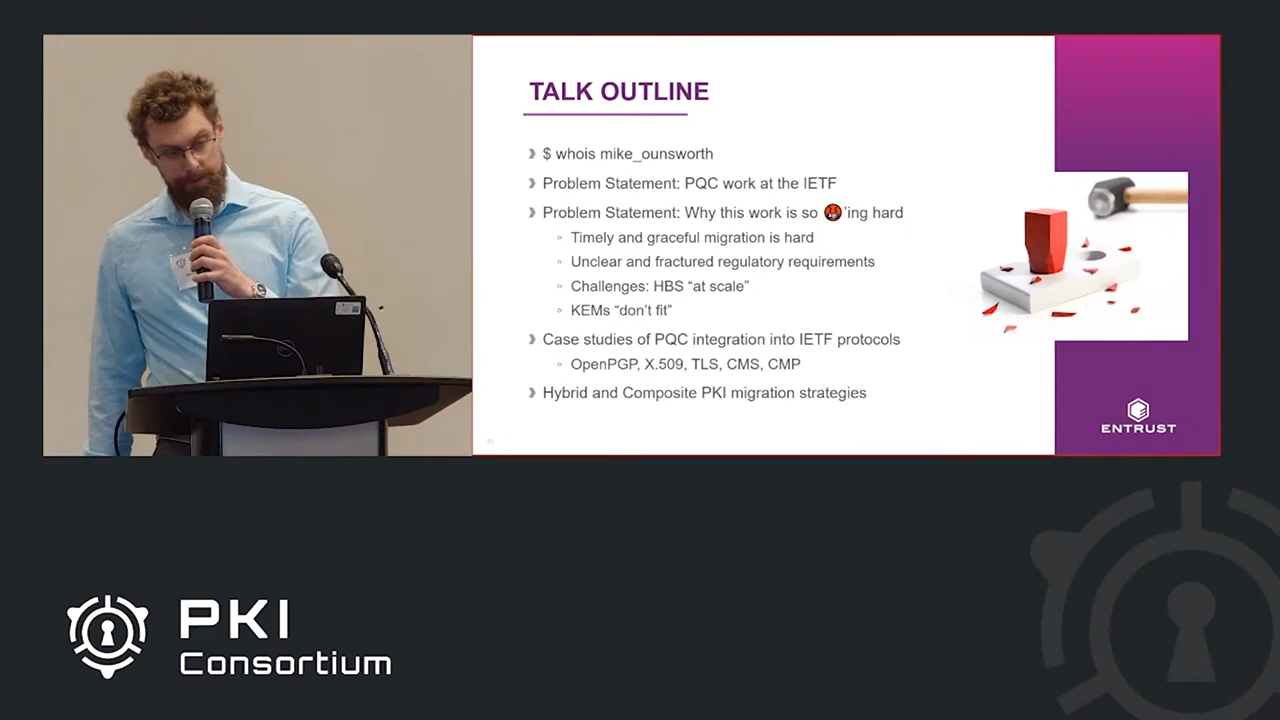 TALK OUTLINE
$ whois mike_ounsworth
Problem Statement: PQC work at the IETF
Problem Statement: Why this work is so 🤬'ing hard
Timely and graceful migration is hard
Unclear and fractured regulatory requirements
Challenges: HBS “at scale”
KEMs “don’t fit”
Case studies of PQC integration into IETF protocols
OpenPGP, X.509, TLS, CMS, CMP
Hybrid and Composite PKI migration strategies
ENTRUST
PKI
Consortium